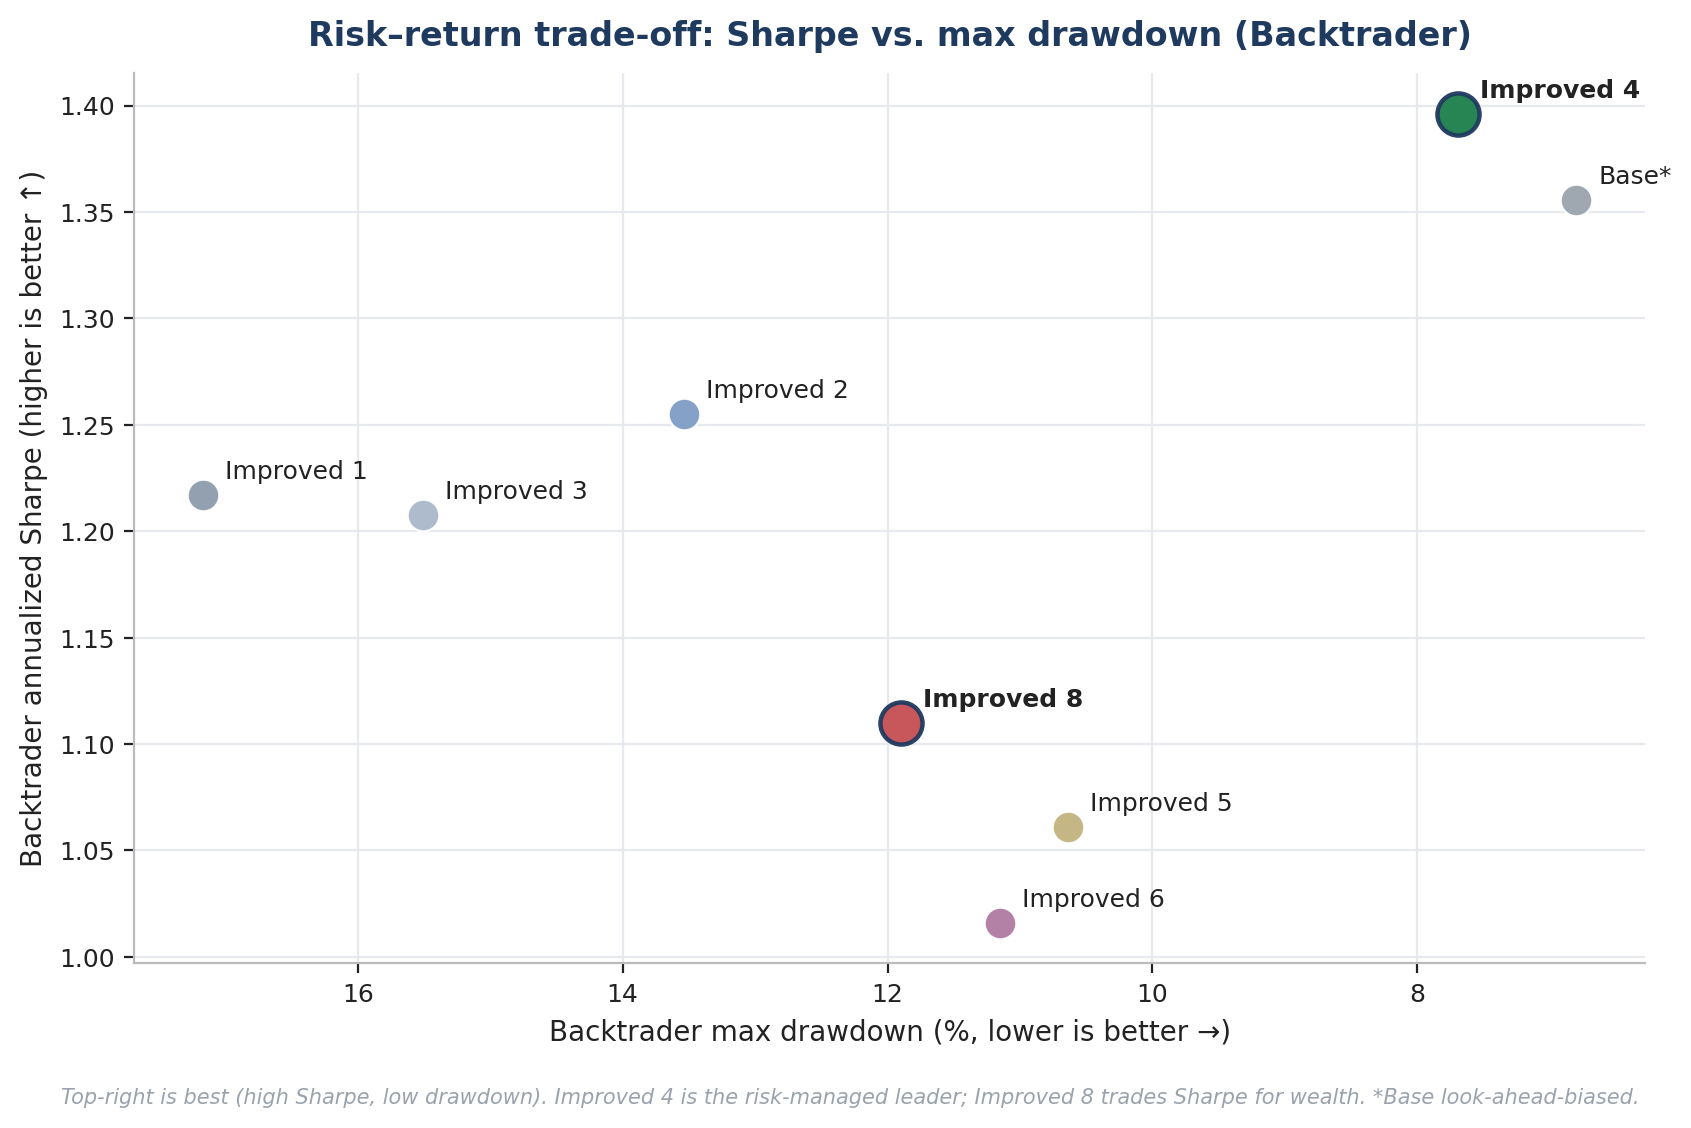 Risk–return trade-off: Sharpe vs. max drawdown (Backtrader)
Backtrader annualized Sharpe (higher is better ↑)
1.40
1.35
1.30
1.25
1.20
1.15
1.10
1.05
1.00
Improved 4
Base*
Improved 2
Improved 1
Improved 3
Improved 8
Improved 5
Improved 6
16
14
12
10
8
Backtrader max drawdown (%, lower is better →)
Top-right is best (high Sharpe, low drawdown). Improved 4 is the risk-managed leader; Improved 8 trades Sharpe for wealth. *Base look-ahead-biased.